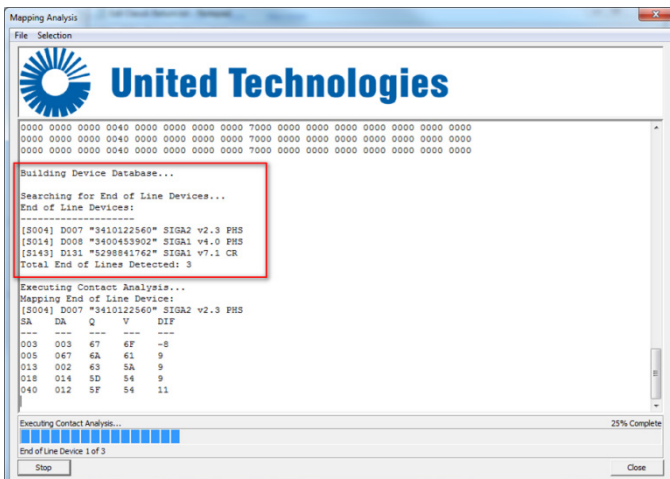 Mapping Analysis
File Selection
United Technologies
0000 0000 0000 0040 0000 0000 0000 0000 7000 0000 0000 0000 0000 0000 0000 0000
0000 0000 0000 0040 0000 0000 0000 0000 7000 0000 0000 0000 0000 0000 0000 0000
0000 0000 0000 0040 0000 0000 0000 0000 7000 0000 0000 0000 0000 0000 0000 0000
Building Device Database...
Searching for End of Line Devices...
End of Line Devices:
--------------------
[S004] D007 "3410122560" SIGA2 v2.3 PHS
[S014] D008 "3400453902" SIGA1 v4.0 PHS
[S143] D131 "5298841762" SIGA1 v7.1 CR
Total End of Lines Detected: 3
Executing Contact Analysis...
Mapping End of Line Device:
[S004] D007 "3410122560" SIGA2 v2.3 PHS
SA DA Q V DIF
--- --- --- --- ---
003 003 67 6F -8
005 067 6A 61 9
013 002 63 5A 9
018 014 5D 54 9
040 012 5F 54 11
Executing Contact Analysis... 25% Complete
End of Line Device 1 of 3
Stop Close